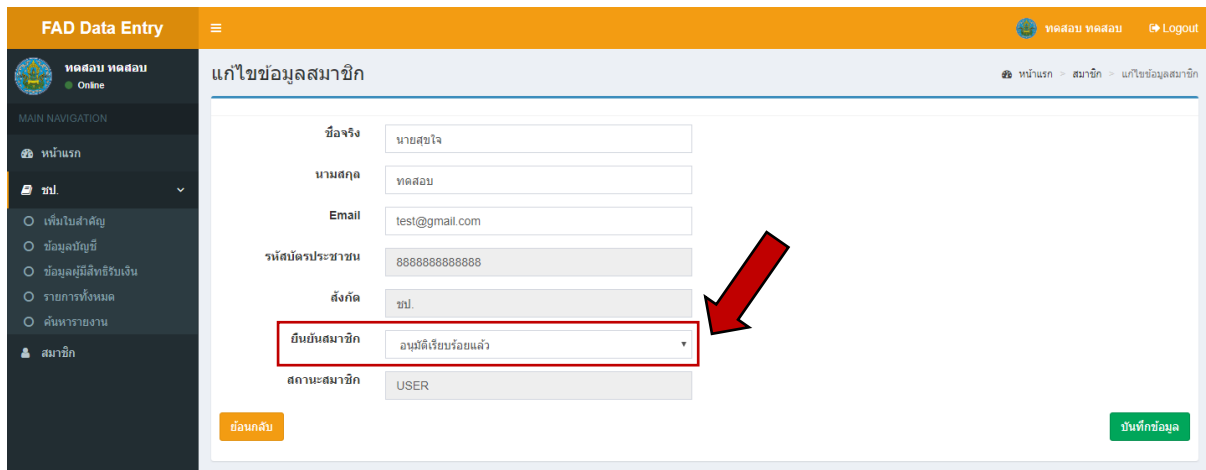 FAD Data Entry
ทดสอบ ทดสอบ
Logout
ทดสอบ ทดสอบ
Online
แก้ไขข้อมูลสมาชิก
หน้าแรก > สมาชิก > แก้ไขข้อมูลสมาชิก
MAIN NAVIGATION
หน้าแรก
ชป.
เพิ่มใบสำคัญ
ข้อมูลบัญชี
ข้อมูลผู้มีสิทธิรับเงิน
รายการทั้งหมด
ค้นหารายงาน
สมาชิก
ชื่อจริง
นายสุขใจ
นามสกุล
ทดสอบ
Email
test@gmail.com
รหัสบัตรประชาชน
8888888888888
สังกัด
ชป.
ยืนยันสมาชิก
อนุมัติเรียบร้อยแล้ว
สถานะสมาชิก
USER
ย้อนกลับ
บันทึกข้อมูล